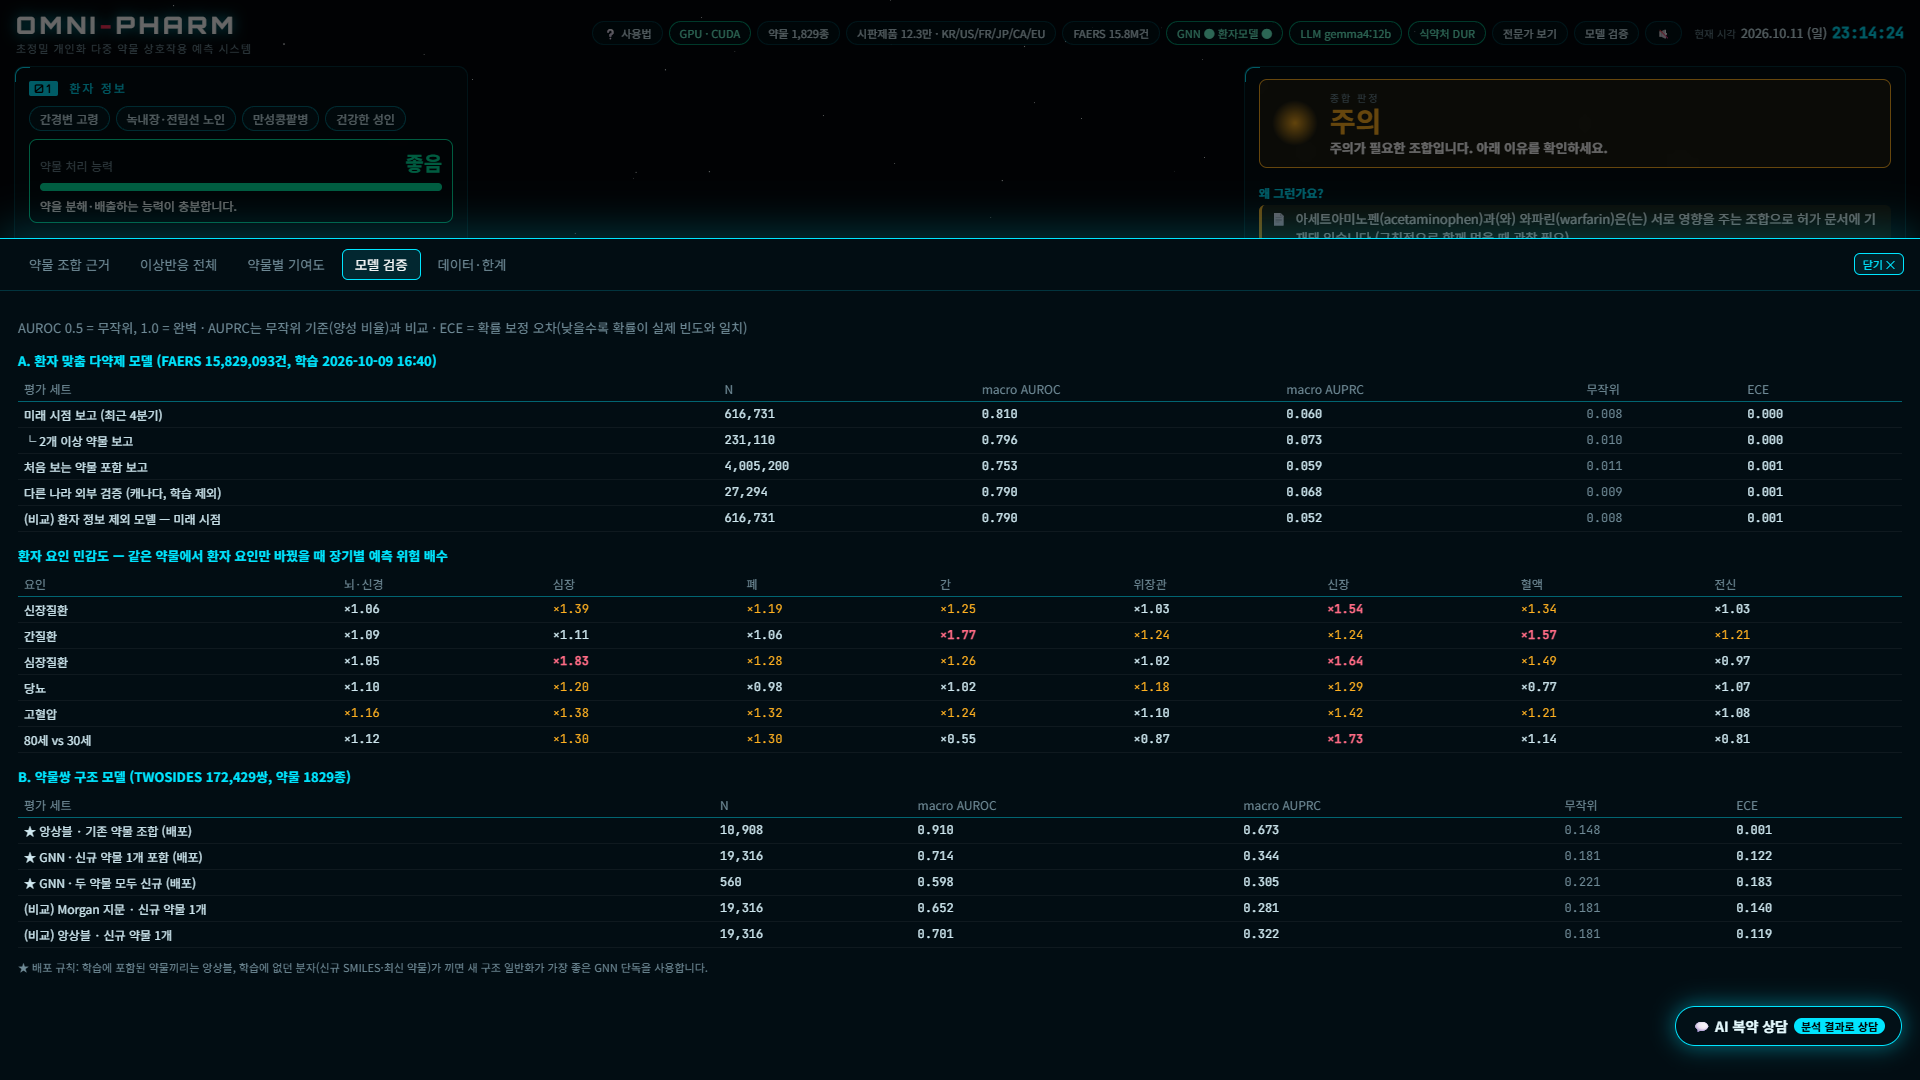 OMNI-PHARM
초정밀 개인화 다중 약물 상호작용 예측 시스템
? 사용법 GPU · CUDA 약물 1,829종 시판제품 12.3만 · KR/US/FR/JP/CA/EU FAERS 15.8M건 GNN ● 환자모델 ● LLM gemma4:12b 식약처 DUR 전문가 보기 모델 검증 현재 시각 2026.10.11 (일) 23:14:24
01 환자 정보
간경변 고령 녹내장·전립선 노인 만성콩팥병 건강한 성인
약물 처리 능력 좋음
약을 분해·배출하는 능력이 충분합니다.
종합 판정
주의
주의가 필요한 조합입니다. 아래 이유를 확인하세요.
왜 그런가요?
아세트아미노펜(acetaminophen)과(와) 와파린(warfarin)은(는) 서로 영향을 주는 조합으로 허가 문서에 기
약물 조합 근거 이상반응 전체 약물별 기여도 모델 검증 데이터·한계 닫기 ✕
AUROC 0.5 = 무작위, 1.0 = 완벽 · AUPRC는 무작위 기준(양성 비율)과 비교 · ECE = 확률 보정 오차(낮을수록 확률이 실제 빈도와 일치)
A. 환자 맞춤 다약제 모델 (FAERS 15,829,093건, 학습 2026-10-09 16:40)
평가 세트 N macro AUROC macro AUPRC 무작위 ECE
미래 시점 보고 (최근 4분기) 616,731 0.810 0.060 0.008 0.000
└ 2개 이상 약물 보고 231,110 0.796 0.073 0.010 0.000
처음 보는 약물 포함 보고 4,005,200 0.753 0.059 0.011 0.001
다른 나라 외부 검증 (캐나다, 학습 제외) 27,294 0.790 0.068 0.009 0.001
(비교) 환자 정보 제외 모델 — 미래 시점 616,731 0.790 0.052 0.008 0.001
환자 요인 민감도 — 같은 약물에서 환자 요인만 바꿨을 때 장기별 예측 위험 배수
요인 뇌·신경 심장 폐 간 위장관 신장 혈액 전신
신장질환 ×1.06 ×1.39 ×1.19 ×1.25 ×1.03 ×1.54 ×1.34 ×1.03
간질환 ×1.09 ×1.11 ×1.06 ×1.77 ×1.24 ×1.24 ×1.57 ×1.21
심장질환 ×1.05 ×1.83 ×1.28 ×1.26 ×1.02 ×1.64 ×1.49 ×0.97
당뇨 ×1.10 ×1.20 ×0.98 ×1.02 ×1.18 ×1.29 ×0.77 ×1.07
고혈압 ×1.16 ×1.38 ×1.32 ×1.24 ×1.10 ×1.42 ×1.21 ×1.08
80세 vs 30세 ×1.12 ×1.30 ×1.30 ×0.55 ×0.87 ×1.73 ×1.14 ×0.81
B. 약물쌍 구조 모델 (TWOSIDES 172,429쌍, 약물 1829종)
평가 세트 N macro AUROC macro AUPRC 무작위 ECE
★ 앙상블 · 기존 약물 조합 (배포) 10,908 0.910 0.673 0.148 0.001
★ GNN · 신규 약물 1개 포함 (배포) 19,316 0.714 0.344 0.181 0.122
★ GNN · 두 약물 모두 신규 (배포) 560 0.598 0.305 0.221 0.183
(비교) Morgan 지문 · 신규 약물 1개 19,316 0.652 0.281 0.181 0.140
(비교) 앙상블 · 신규 약물 1개 19,316 0.701 0.322 0.181 0.119
★ 배포 규칙: 학습에 포함된 약물끼리는 앙상블, 학습에 없던 분자(신규 SMILES·최신 약물)가 끼면 새 구조 일반화가 가장 좋은 GNN 단독을 사용합니다.
AI 복약 상담 분석 결과로 상담